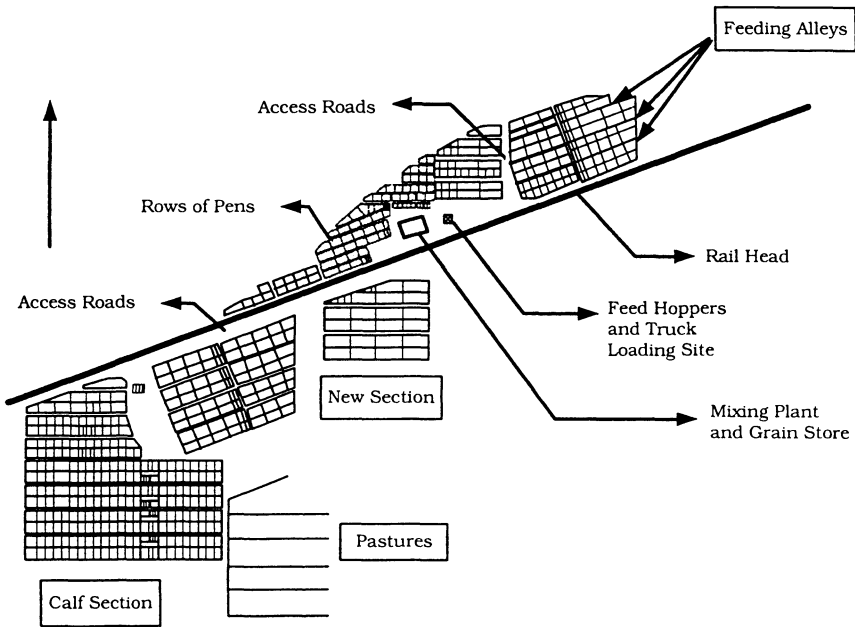 Feeding Alleys
Access Roads
Rows of Pens
Rail Head
Access Roads
Feed Hoppers
and Truck
Loading Site
New Section
Mixing Plant
and Grain Store
Pastures
Calf Section